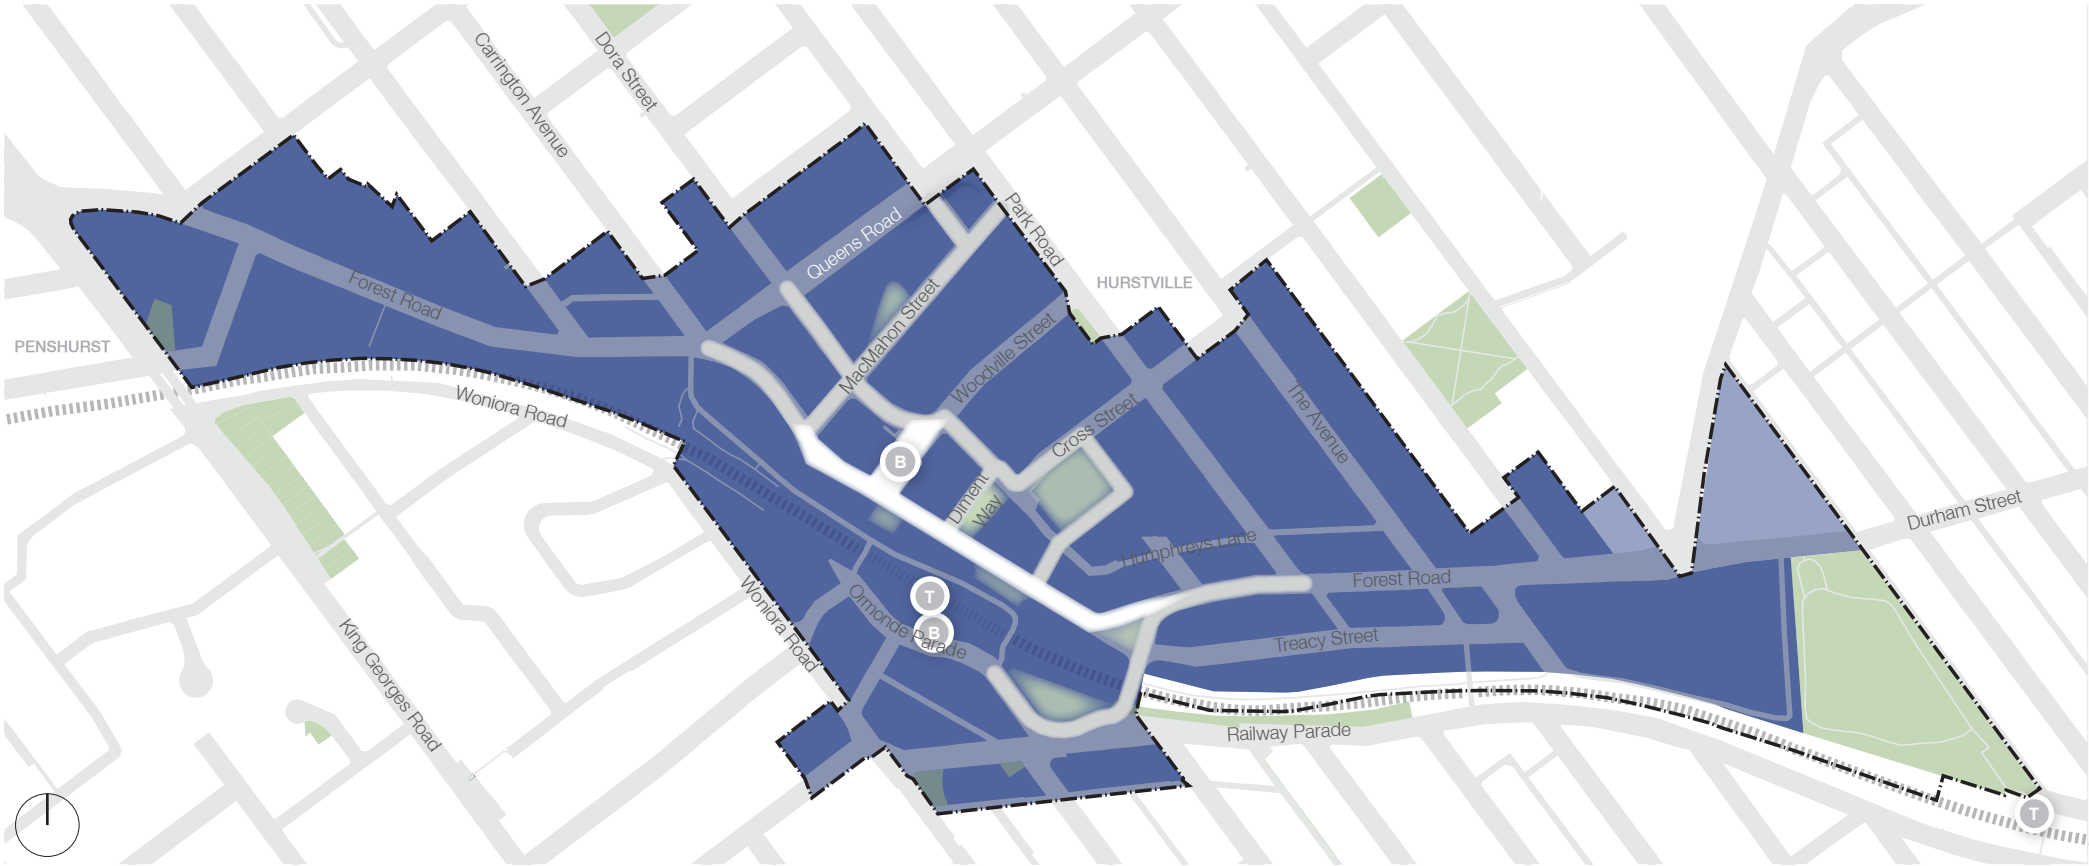 Carrington Avenue
Dora Street
Queens Road
Park Road
HURSTVILLE
Forest Road
MacMahon Street
PENSHURST
Woodville Street
Woniora Road
Cross Street
The Avenue
B
Diment
Way
Durham Street
Humphreys Lane
Forest Road
T
B
Ormonde Parade
Woniora Road
King Georges Road
Treacy Street
Railway Parade
T